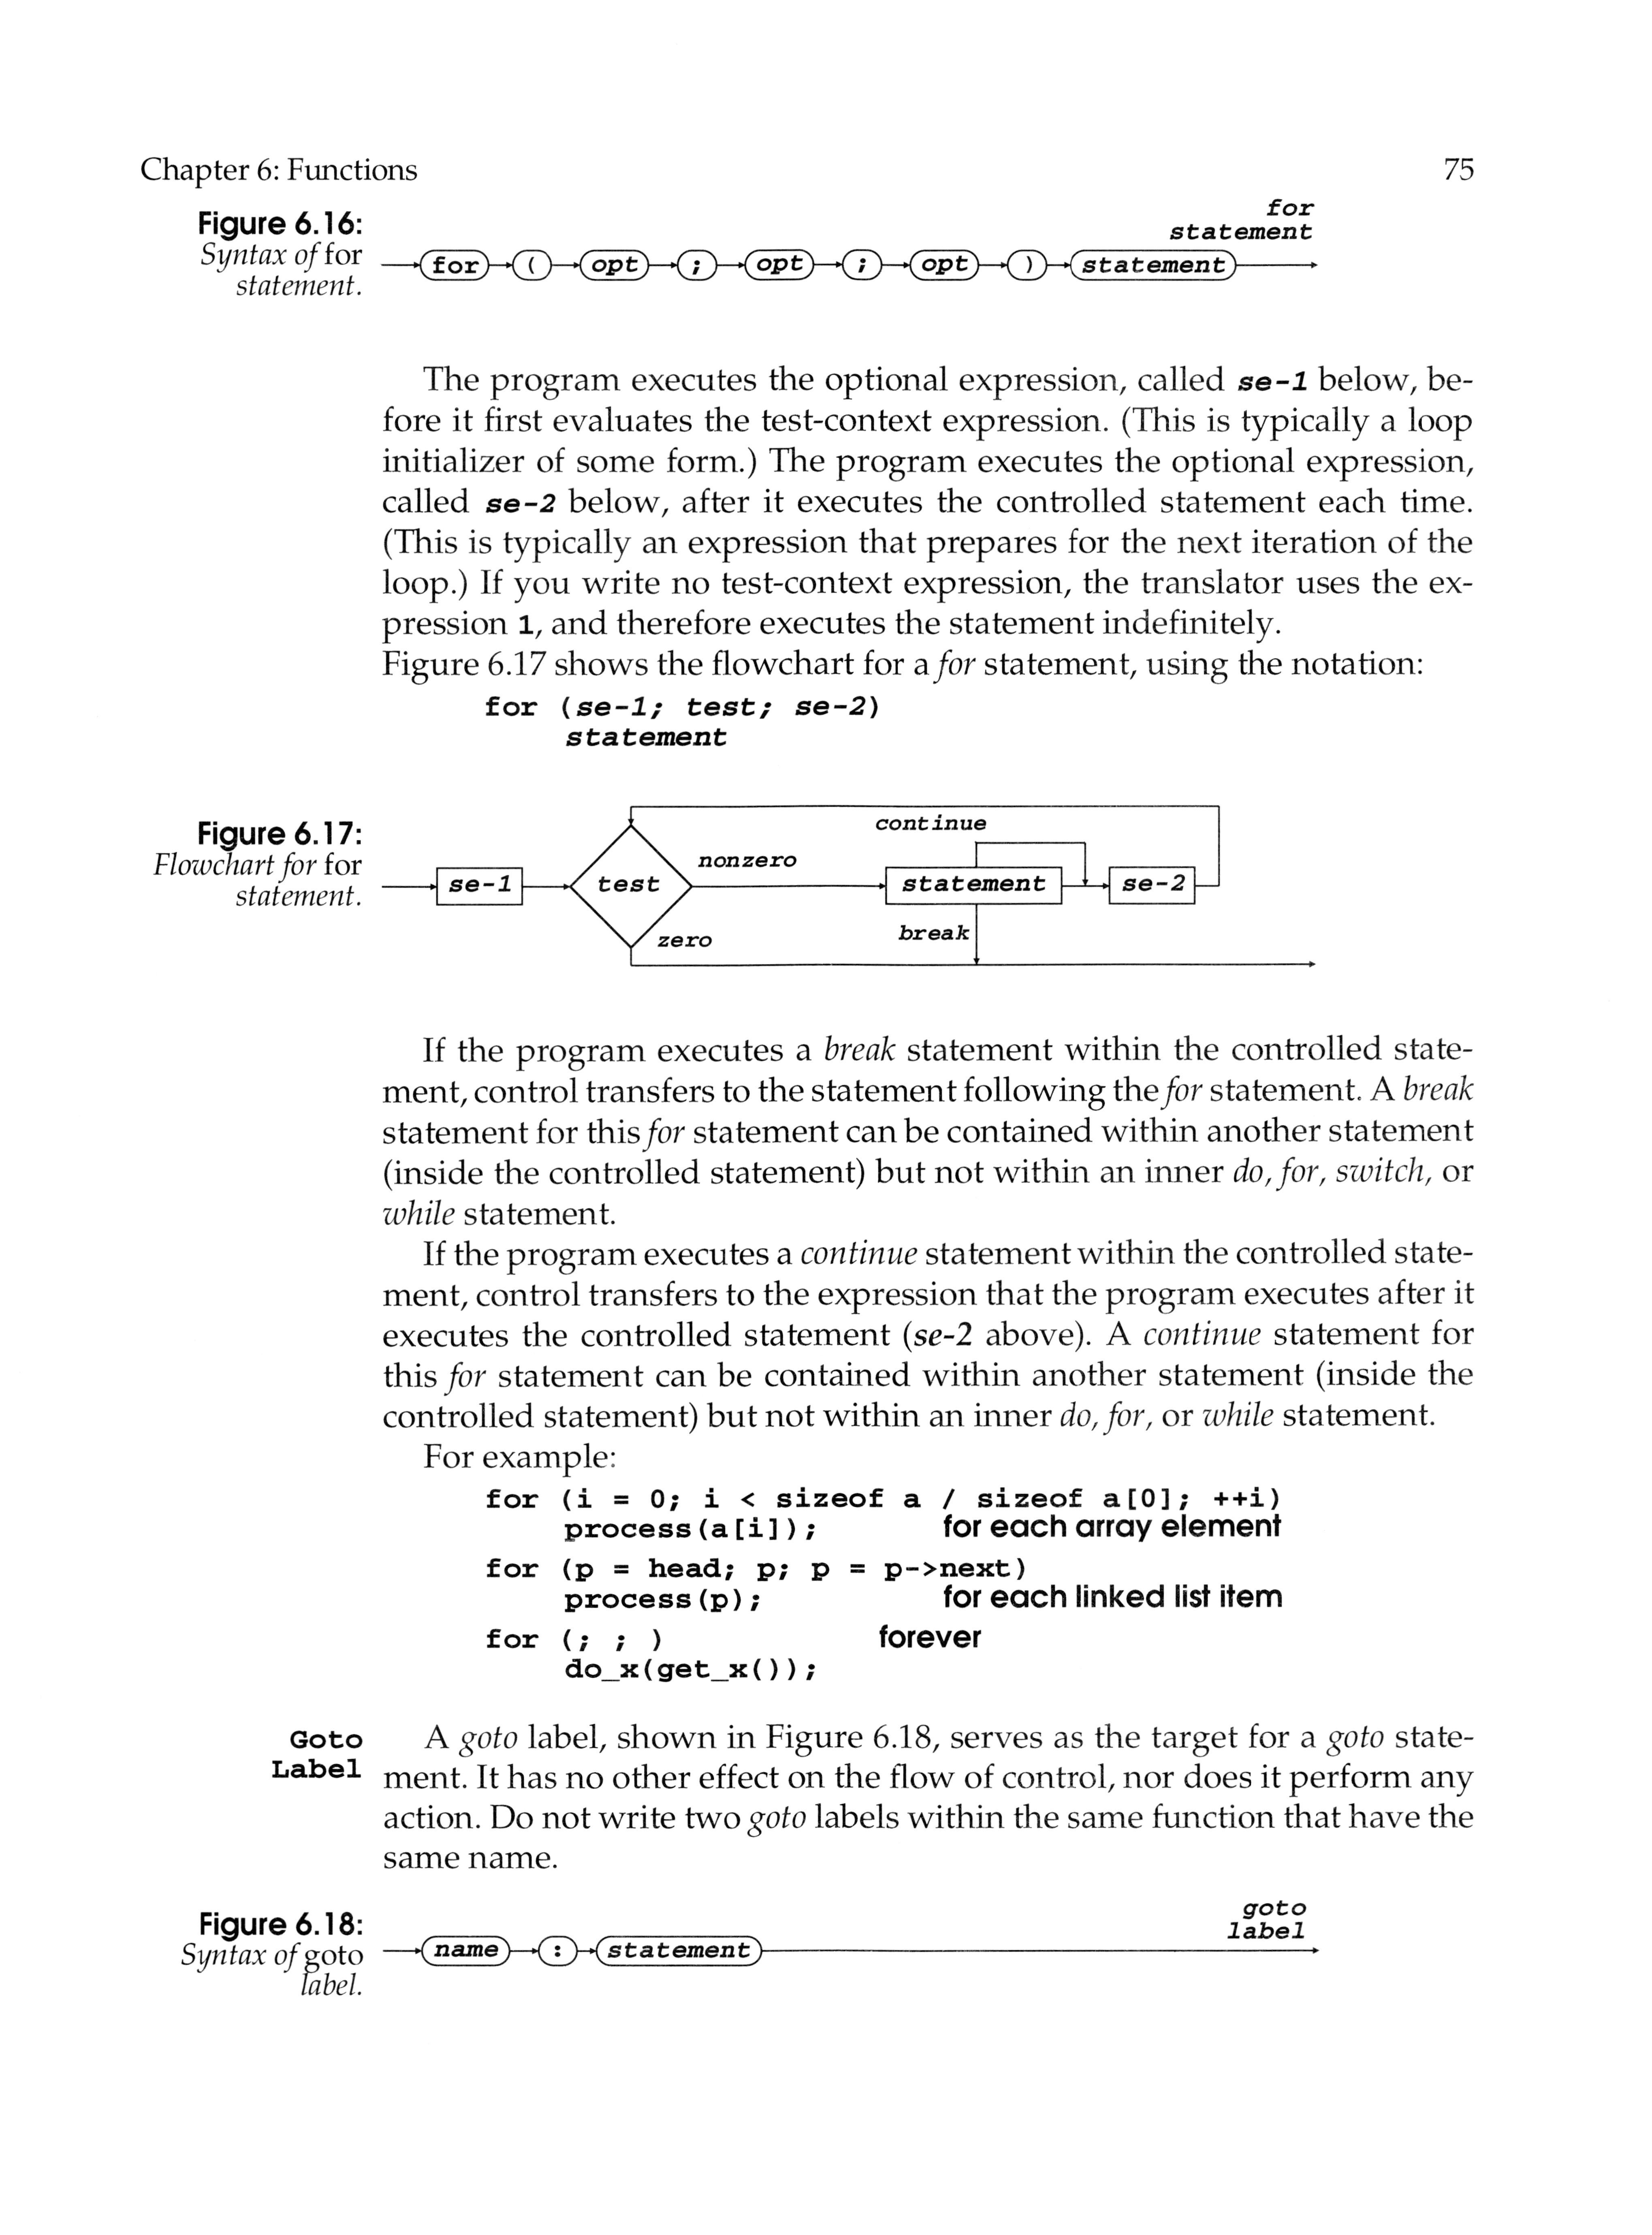 Chapter 6: Functions 75
Figure 6.16:
Syntax of for
statement.
for
statement
for ( opt ; opt ; opt ) statement
The program executes the optional expression, called se-1 below, be-
fore it first evaluates the test-context expression. (This is typically a loop
initializer of some form.) The program executes the optional expression,
called se-2 below, after it executes the controlled statement each time.
(This is typically an expression that prepares for the next iteration of the
loop.) If you write no test-context expression, the translator uses the ex-
pression 1, and therefore executes the statement indefinitely.
Figure 6.17 shows the flowchart for a for statement, using the notation:
for (se-1; test; se-2)
statement
Figure 6.17:
Flowchart for for
statement.
continue
nonzero
se-1 test statement se-2
zero break
If the program executes a break statement within the controlled state-
ment, control transfers to the statement following the for statement. A break
statement for this for statement can be contained within another statement
(inside the controlled statement) but not within an inner do, for, switch, or
while statement.
If the program executes a continue statement within the controlled state-
ment, control transfers to the expression that the program executes after it
executes the controlled statement (se-2 above). A continue statement for
this for statement can be contained within another statement (inside the
controlled statement) but not within an inner do, for, or while statement.
For example:
for (i = 0; i < sizeof a / sizeof a[0]; ++i)
process(a[i]); for each array element
for (p = head; p; p = p->next)
process(p); for each linked list item
for (; ; ) forever
do_x(get_x());
Goto
Label
A goto label, shown in Figure 6.18, serves as the target for a goto state-
ment. It has no other effect on the flow of control, nor does it perform any
action. Do not write two goto labels within the same function that have the
same name.
Figure 6.18:
Syntax of goto
label.
goto
label
name : statement